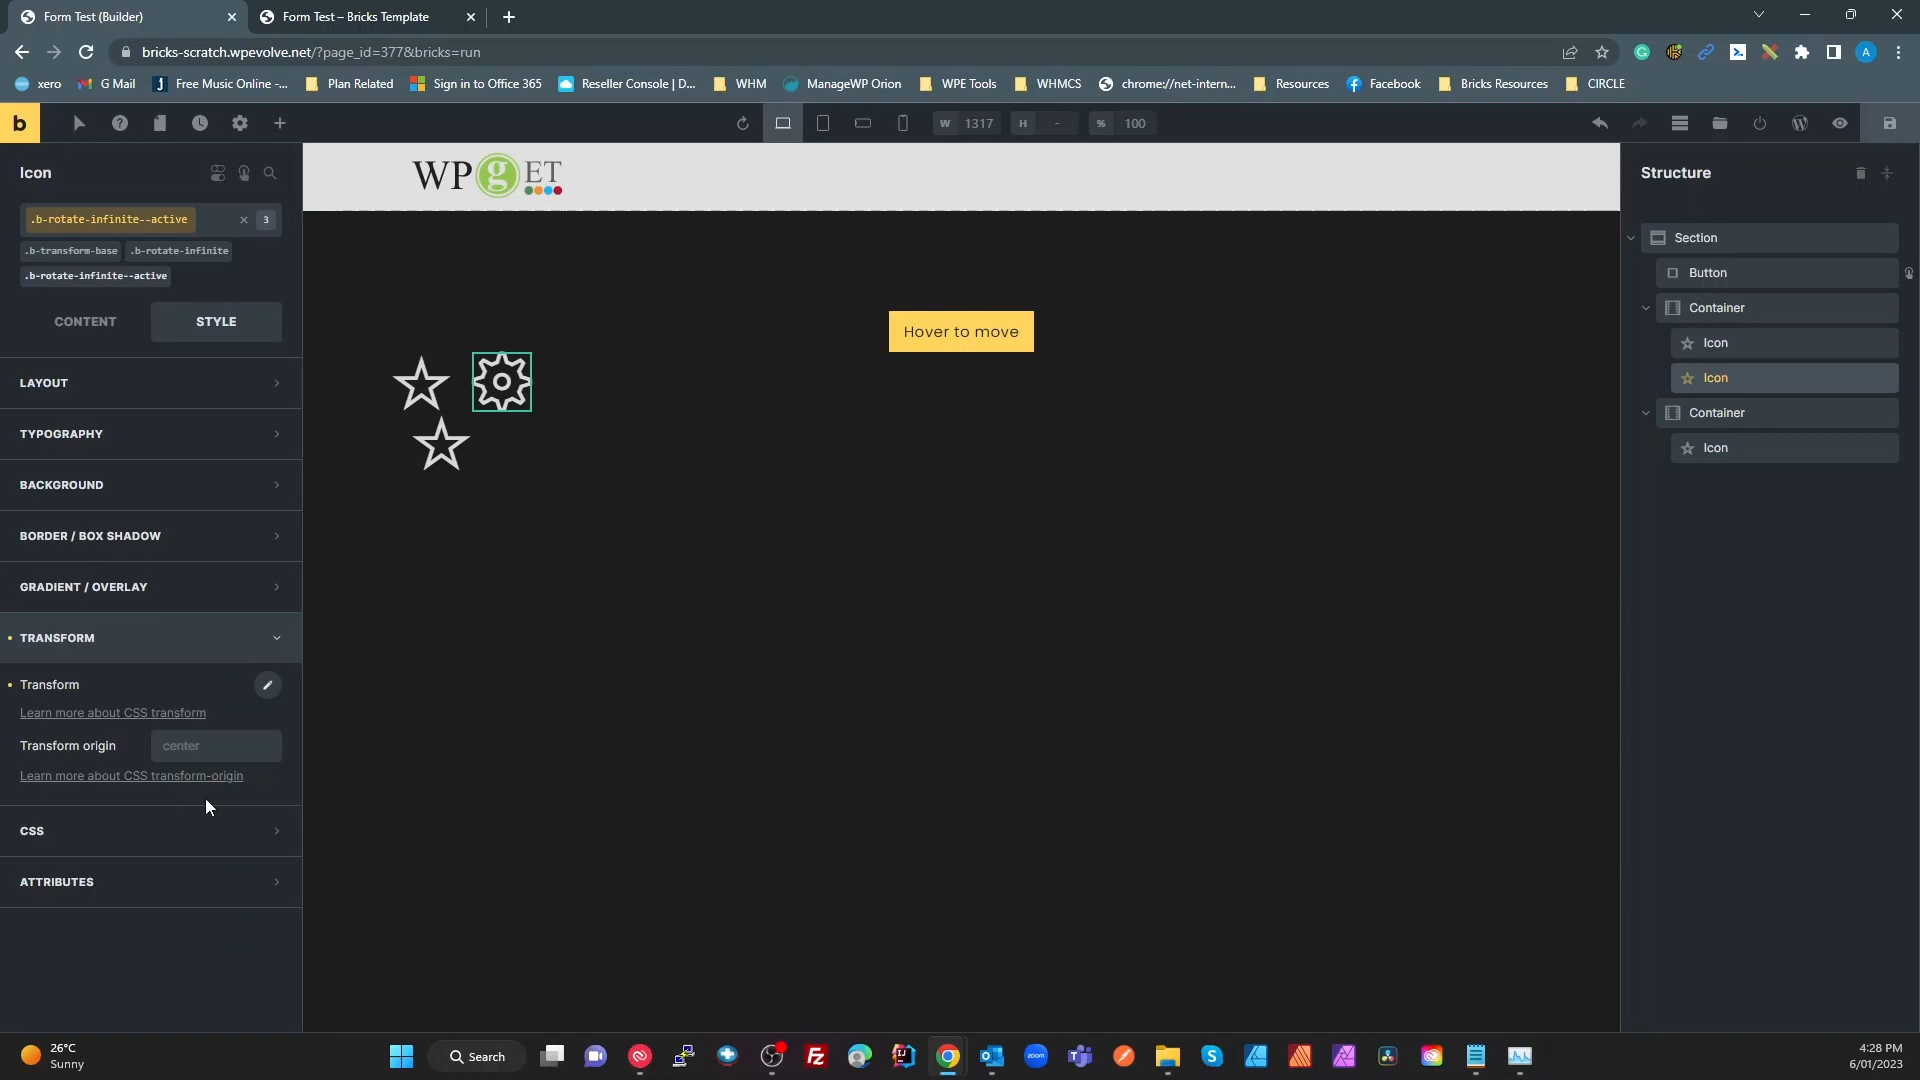 Form Test (Builder)
Form Test – Bricks Template
bricks-scratch.wpevolve.net/?page_id=377&bricks=run
A
xero
G Mail
Free Music Online -...
Plan Related
Sign in to Office 365
Reseller Console | D...
WHM
ManageWP Orion
WPE Tools
WHMCS
chrome://net-intern...
Resources
Facebook
Bricks Resources
CIRCLE
b
W 1317
H -
% 100
Icon
.b-rotate-infinite--active
3
.b-transform-base
.b-rotate-infinite
.b-rotate-infinite--active
CONTENT
STYLE
LAYOUT
TYPOGRAPHY
BACKGROUND
BORDER / BOX SHADOW
GRADIENT / OVERLAY
TRANSFORM
Transform
Learn more about CSS transform
Transform origin
center
Learn more about CSS transform-origin
CSS
ATTRIBUTES
WPgET
Hover to move
Structure
Section
Button
Container
Icon
Icon
Container
Icon
26°C
Sunny
Search
Fz
IJ
zoom
4:28 PM
6/01/2023